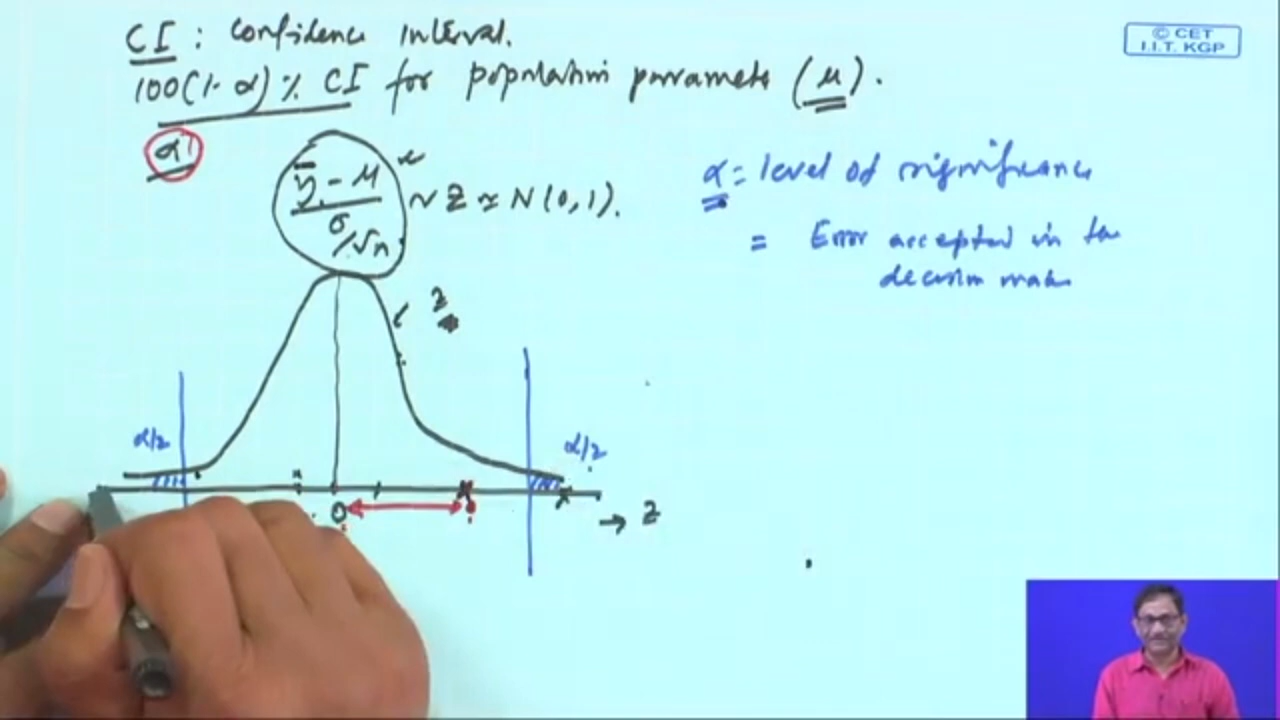 CI : Confidence interval.
© CET
I.I.T. KGP
100(1-α)% CI for population parameter (μ).
α
ȳ - μ
σ/√n
~ Z ≈ N(0,1).
α = level of significance
= Error accepted in the
decision mak
z
α/2
α/2
0
→ z